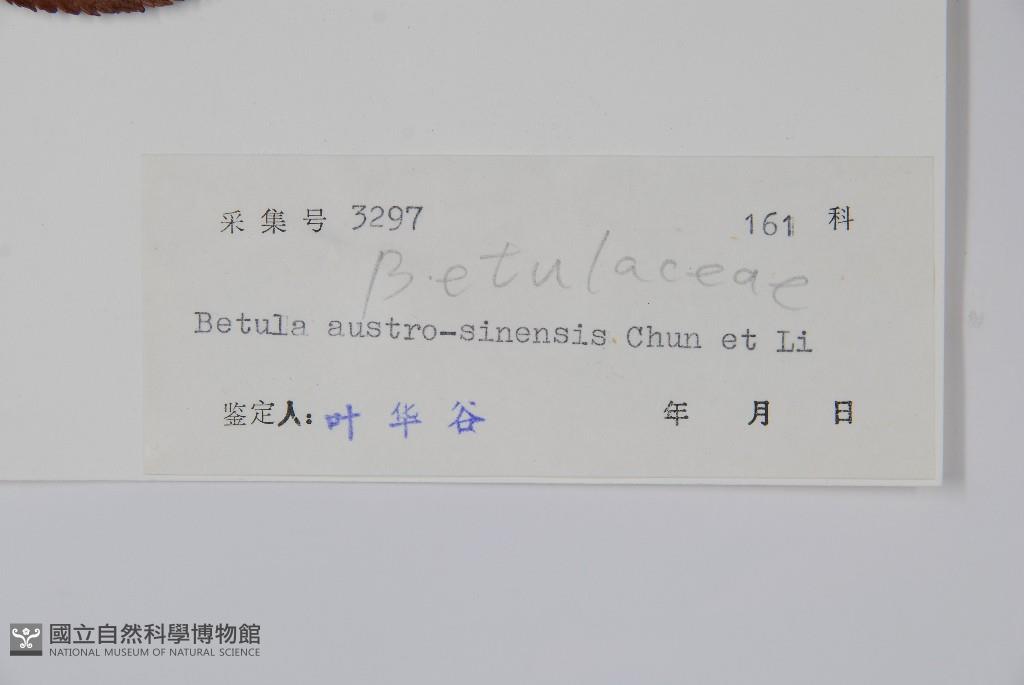 采集号 3297 161 科
Betulaceae
Betula austro-sinensis Chun et Li
鉴定人: 叶华谷 年 月 日
國立自然科學博物館
NATIONAL MUSEUM OF NATURAL SCIENCE